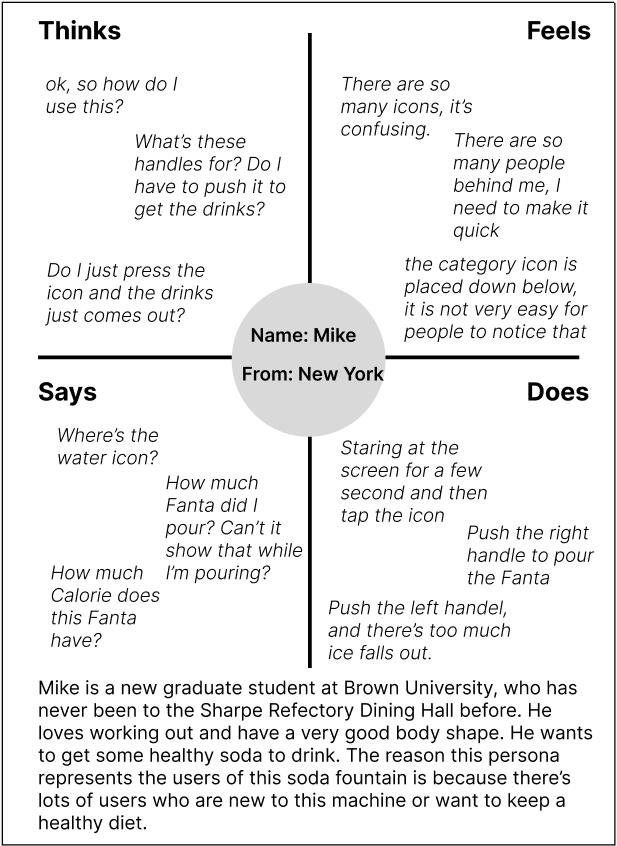 Thinks
ok, so how do I
use this?
What's these
handles for? Do I
have to push it to
get the drinks?
Do I just press the
icon and the drinks
just comes out?
Feels
There are so
many icons, it's
confusing.
There are so
many people
behind me, I
need to make it
quick
the category icon is
placed down below,
it is not very easy for
people to notice that
Name: Mike
From: New York
Says
Where's the
water icon?
How much
Fanta did I
pour? Can't it
show that while
I'm pouring?
How much
Calorie does
this Fanta
have?
Does
Staring at the
screen for a few
second and then
tap the icon
Push the right
handle to pour
the Fanta
Push the left handel,
and there's too much
ice falls out.
Mike is a new graduate student at Brown University, who has
never been to the Sharpe Refectory Dining Hall before. He
loves working out and have a very good body shape. He wants
to get some healthy soda to drink. The reason this persona
represents the users of this soda fountain is because there's
lots of users who are new to this machine or want to keep a
healthy diet.